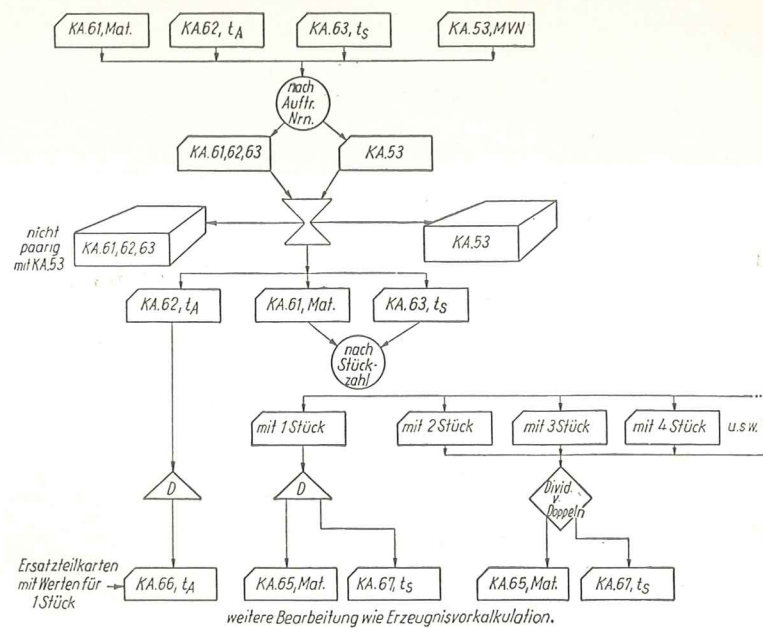 KA.61, Mat.
KA.62, tA
KA.63, tS
KA.53, MVN
nach
Auftr.
Nrn.
KA.61,62,63
KA.53
nicht
paarig
mit KA.53
KA.61,62,63
KA.53
KA.62, tA
KA.61, Mat.
KA.63, tS
nach
Stück-
zahl
mit 1 Stück
mit 2 Stück
mit 3 Stück
mit 4 Stück
u.s w.
D
D
Divid.
v.
Doppeln
Ersatzteilkarten
mit Werten für
1 Stück
KA.66, tA
KA.65, Mat.
KA.67, tS
KA.65, Mat.
KA.67, tS
weitere Bearbeitung wie Erzeugnisvorkalkulation.